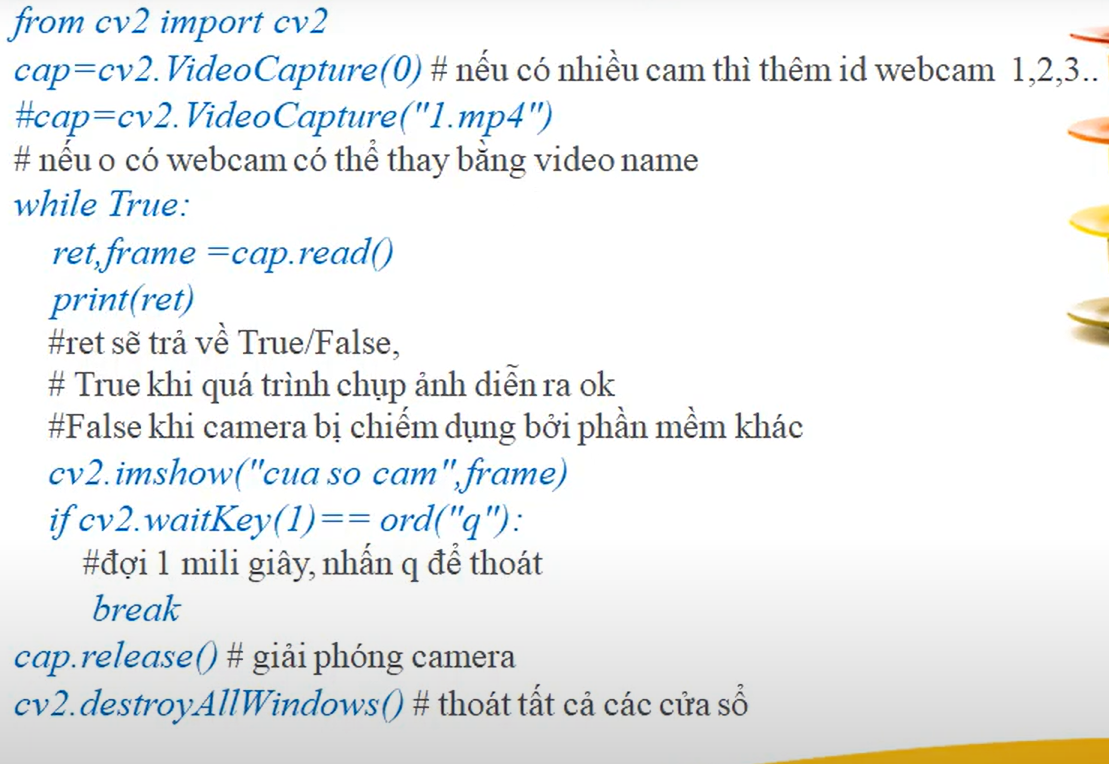 from cv2 import cv2
cap=cv2.VideoCapture(0) # nếu có nhiều cam thì thêm id webcam 1,2,3..
#cap=cv2.VideoCapture("1.mp4")
# nếu o có webcam có thể thay bằng video name
while True:
ret,frame =cap.read()
print(ret)
#ret sẽ trả về True/False,
# True khi quá trình chụp ảnh diễn ra ok
#False khi camera bị chiếm dụng bởi phần mềm khác
cv2.imshow("cua so cam",frame)
if cv2.waitKey(1)== ord("q"):
#đợi 1 mili giây, nhấn q để thoát
break
cap.release() # giải phóng camera
cv2.destroyAllWindows() # thoát tất cả các cửa sổ